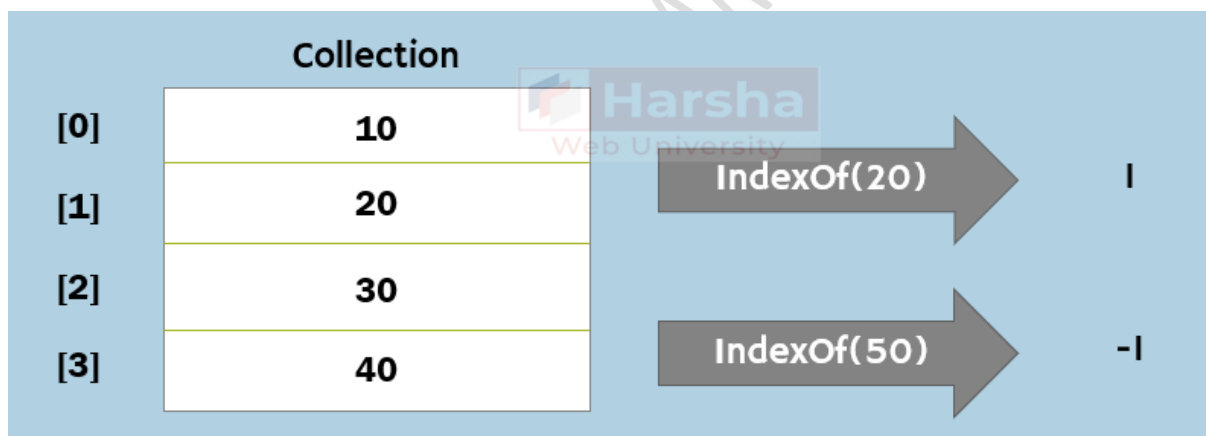 Collection
Harsha
Web University
[0] 10
IndexOf(20) 1
[1] 20
[2] 30
IndexOf(50) -1
[3] 40